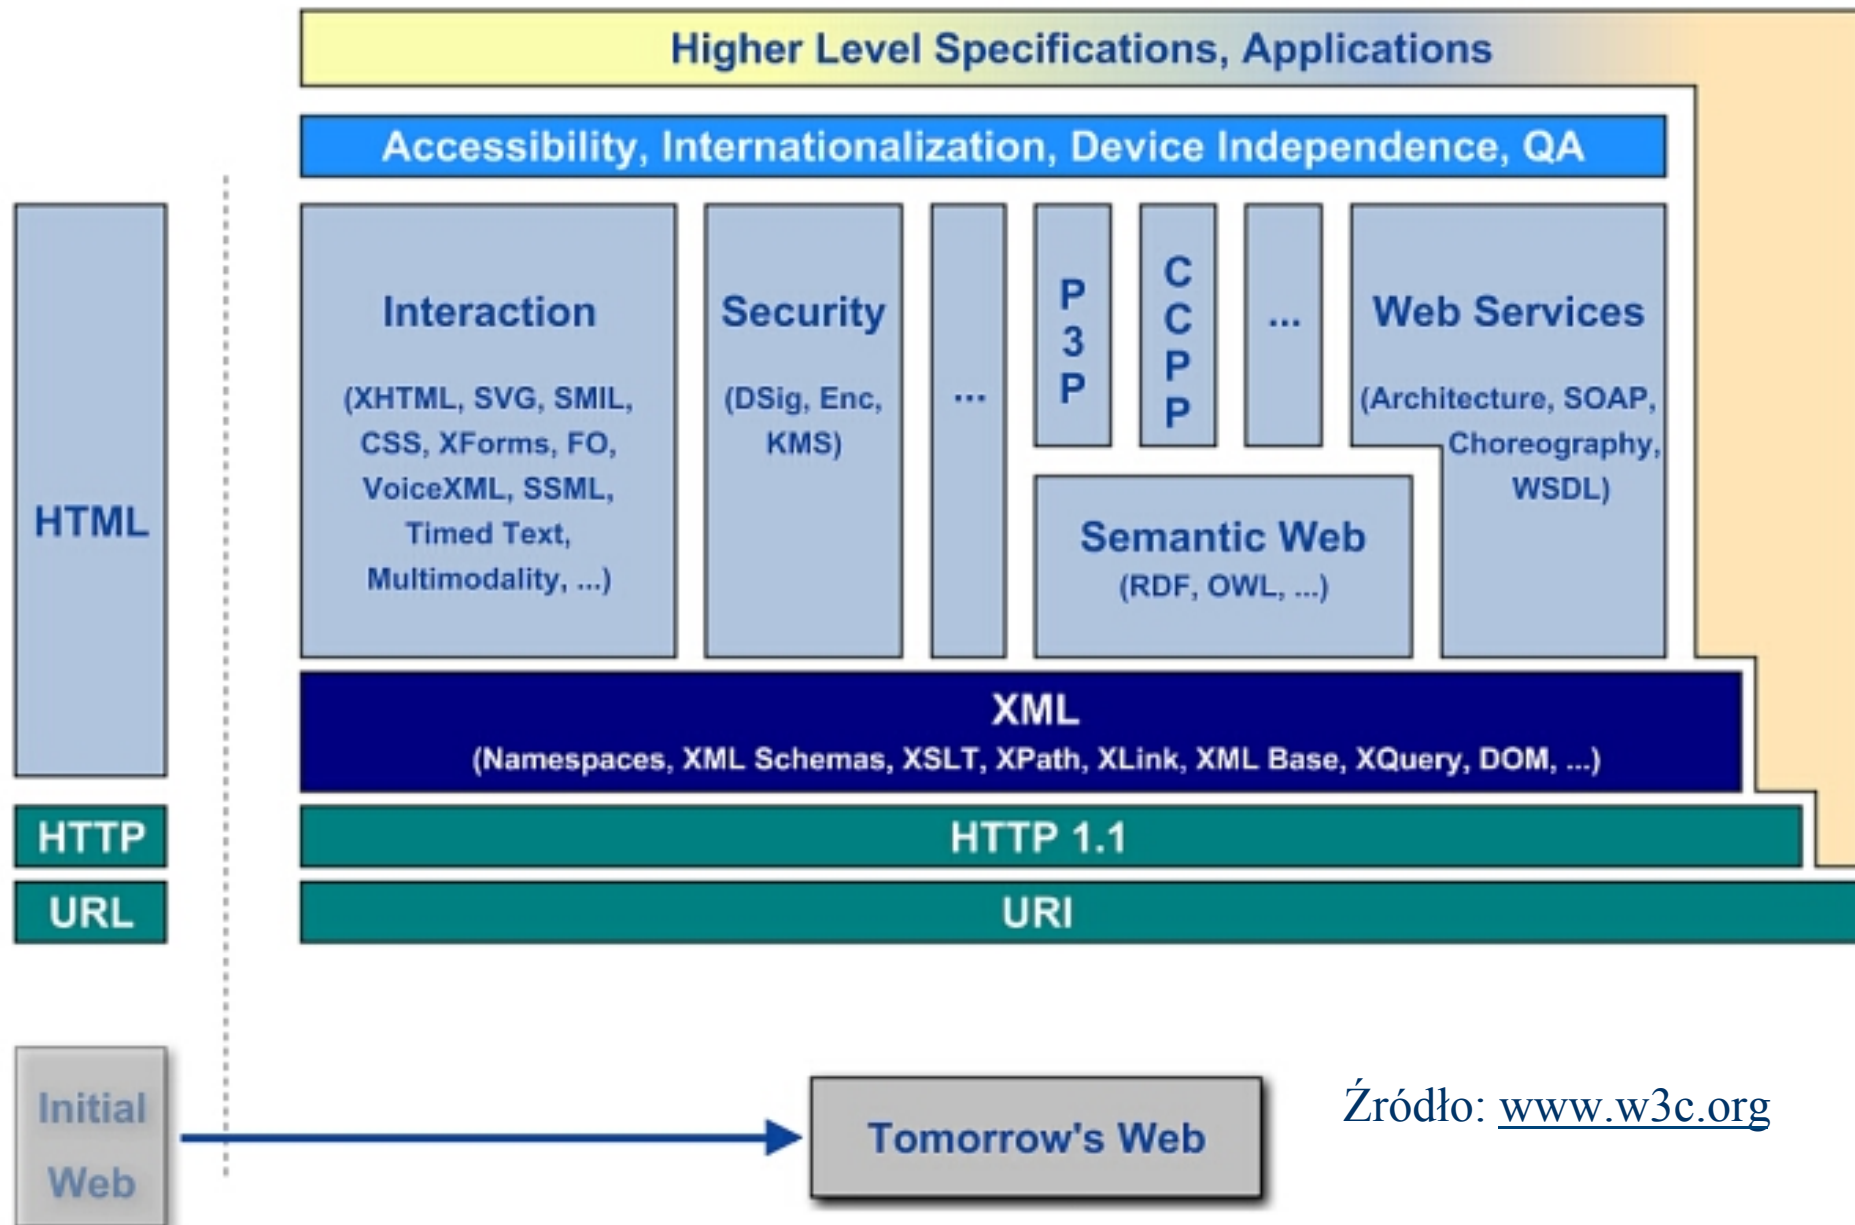 Higher Level Specifications, Applications
Accessibility, Internationalization, Device Independence, QA
HTML
HTTP
URL
Interaction
(XHTML, SVG, SMIL,
CSS, XForms, FO,
VoiceXML, SSML,
Timed Text,
Multimodality, ...)
Security
(DSig, Enc,
KMS)
...
P
3
P
C
C
P
P
...
Web Services
(Architecture, SOAP,
Choreography,
WSDL)
Semantic Web
(RDF, OWL, ...)
XML
(Namespaces, XML Schemas, XSLT, XPath, XLink, XML Base, XQuery, DOM, ...)
HTTP 1.1
URI
Initial
Web
Tomorrow's Web
Źródło: www.w3c.org